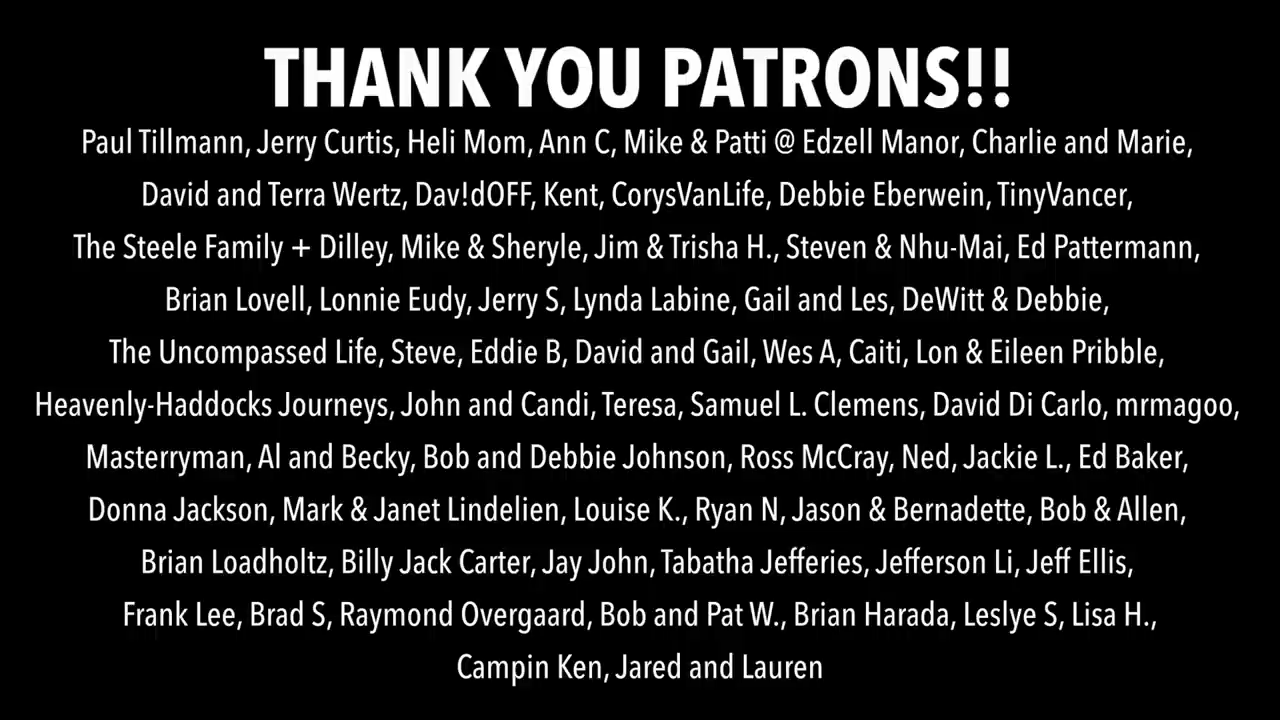 THANK YOU PATRONS!!
Paul Tillmann, Jerry Curtis, Heli Mom, Ann C, Mike & Patti @ Edzell Manor, Charlie and Marie,
David and Terra Wertz, Dav!dOFF, Kent, CorysVanLife, Debbie Eberwein, TinyVancer,
The Steele Family + Dilley, Mike & Sheryle, Jim & Trisha H., Steven & Nhu-Mai, Ed Pattermann,
Brian Lovell, Lonnie Eudy, Jerry S, Lynda Labine, Gail and Les, DeWitt & Debbie,
The Uncompassed Life, Steve, Eddie B, David and Gail, Wes A, Caiti, Lon & Eileen Pribble,
Heavenly-Haddocks Journeys, John and Candi, Teresa, Samuel L. Clemens, David Di Carlo, mrmagoo,
Masterryman, Al and Becky, Bob and Debbie Johnson, Ross McCray, Ned, Jackie L., Ed Baker,
Donna Jackson, Mark & Janet Lindelien, Louise K., Ryan N, Jason & Bernadette, Bob & Allen,
Brian Loadholtz, Billy Jack Carter, Jay John, Tabatha Jefferies, Jefferson Li, Jeff Ellis,
Frank Lee, Brad S, Raymond Overgaard, Bob and Pat W., Brian Harada, Leslye S, Lisa H.,
Campin Ken, Jared and Lauren